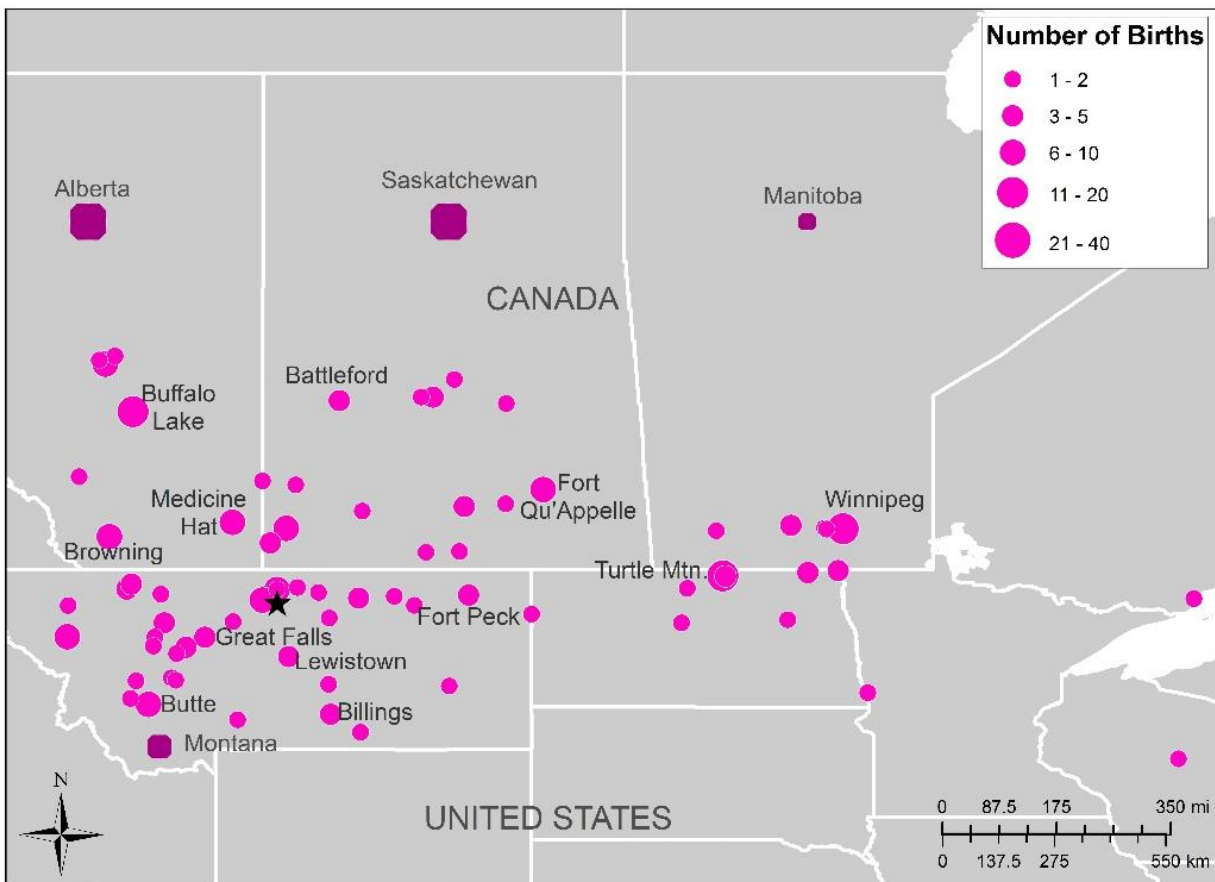 Number of Births
1 - 2
3 - 5
6 - 10
11 - 20
21 - 40
Alberta
Saskatchewan
Manitoba
CANADA
Battleford
Buffalo
Lake
Medicine
Hat
Fort
Qu'Appelle
Winnipeg
Browning
Turtle Mtn.
Fort Peck
Great Falls
Lewistown
Butte
Billings
Montana
N
UNITED STATES
0 87.5 175 350 mi
0 137.5 275 550 km